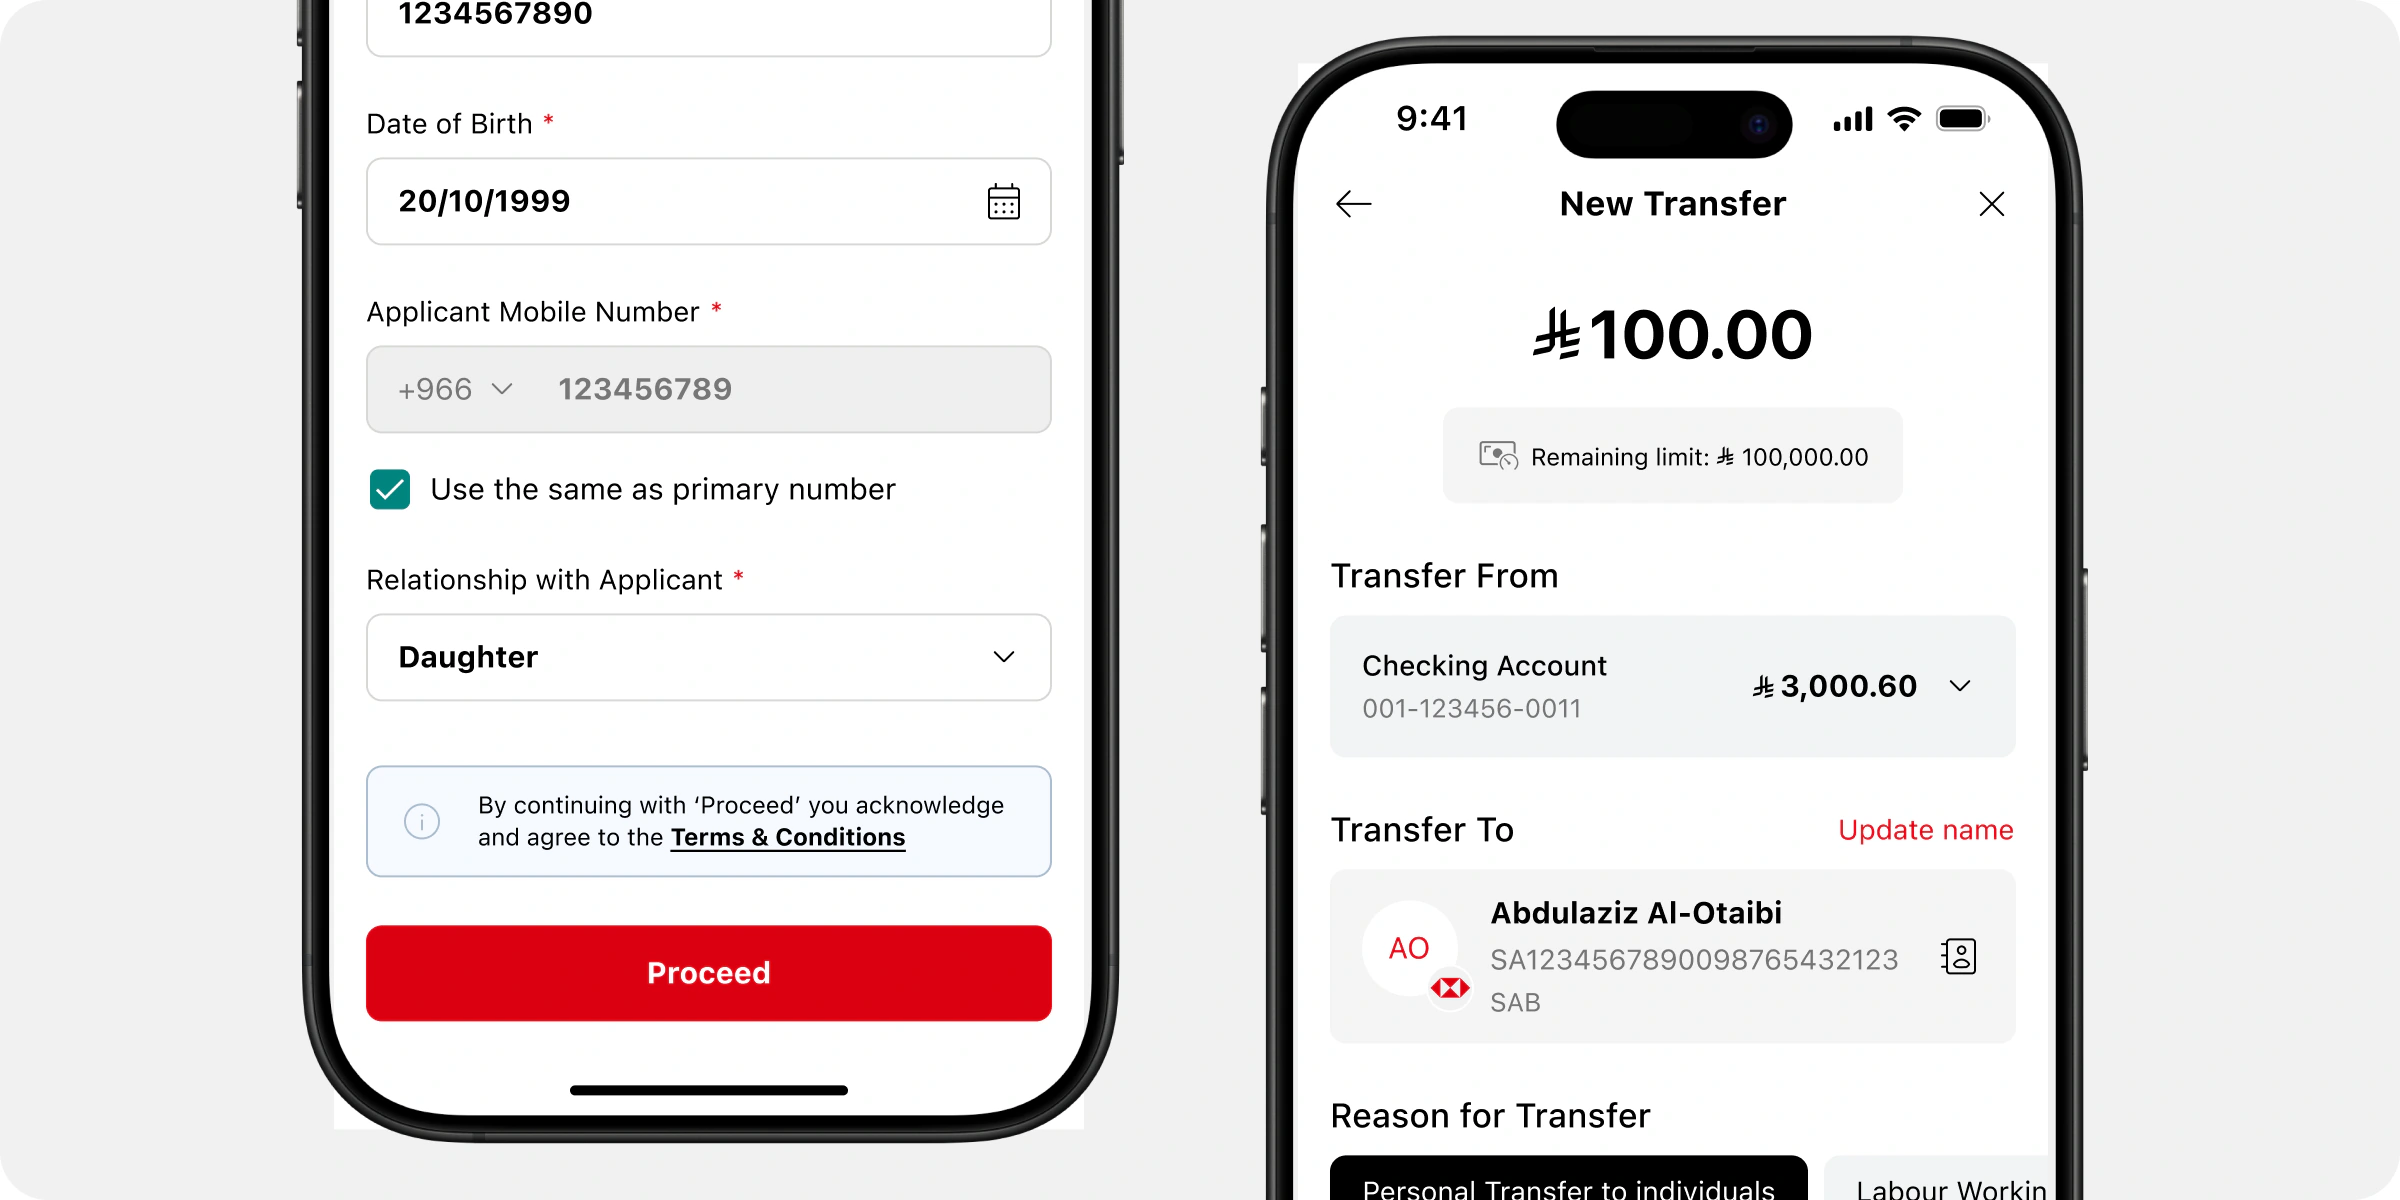 1234567890
Date of Birth *
20/10/1999
Applicant Mobile Number *
+966 123456789
Use the same as primary number
Relationship with Applicant *
Daughter
By continuing with ‘Proceed’ you acknowledge
and agree to the Terms & Conditions
Proceed
9:41
New Transfer
⃁100.00
Remaining limit: ⃁ 100,000.00
Transfer From
Checking Account
001-123456-0011
⃁ 3,000.60
Transfer To
Update name
AO
Abdulaziz Al-Otaibi
SA1234567890098765432123
SAB
Reason for Transfer
Personal Transfer to individuals
Labour Workin